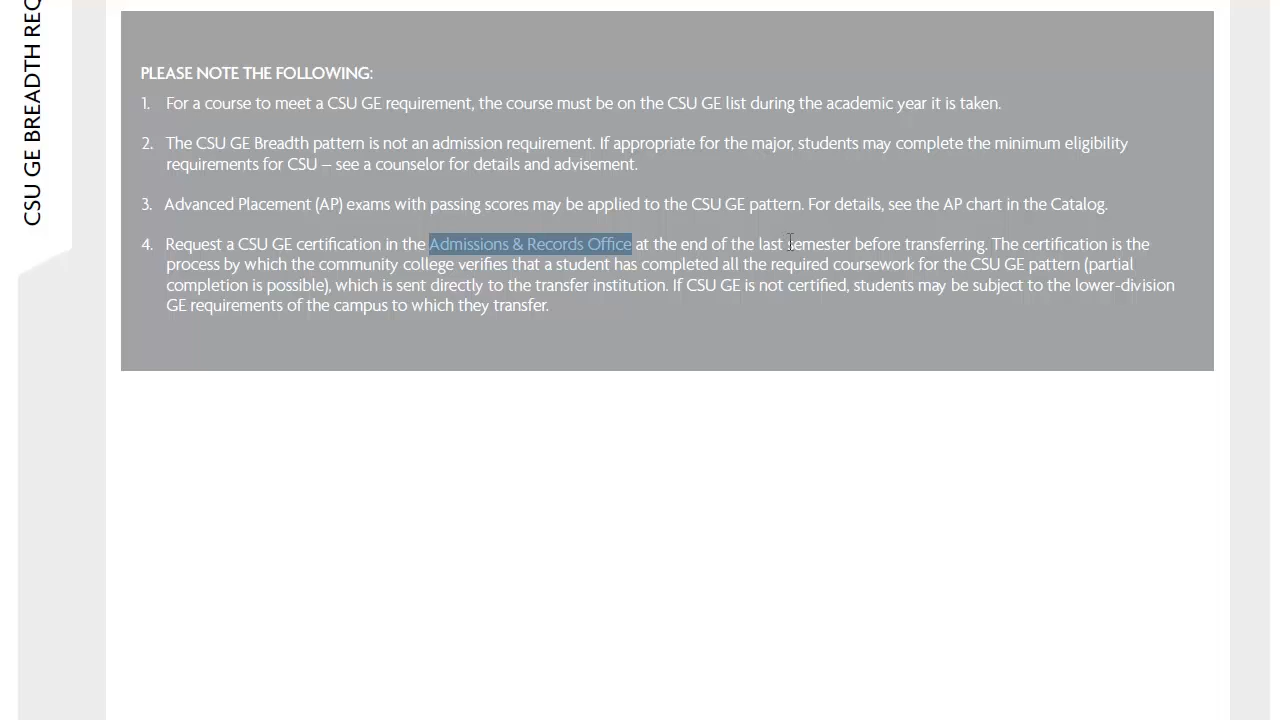 CSU GE BREADTH REQ
PLEASE NOTE THE FOLLOWING:
1. For a course to meet a CSU GE requirement, the course must be on the CSU GE list during the academic year it is taken.
2. The CSU GE Breadth pattern is not an admission requirement. If appropriate for the major, students may complete the minimum eligibility
requirements for CSU – see a counselor for details and advisement.
3. Advanced Placement (AP) exams with passing scores may be applied to the CSU GE pattern. For details, see the AP chart in the Catalog.
4. Request a CSU GE certification in the Admissions & Records Office at the end of the last semester before transferring. The certification is the
process by which the community college verifies that a student has completed all the required coursework for the CSU GE pattern (partial
completion is possible), which is sent directly to the transfer institution. If CSU GE is not certified, students may be subject to the lower-division
GE requirements of the campus to which they transfer.